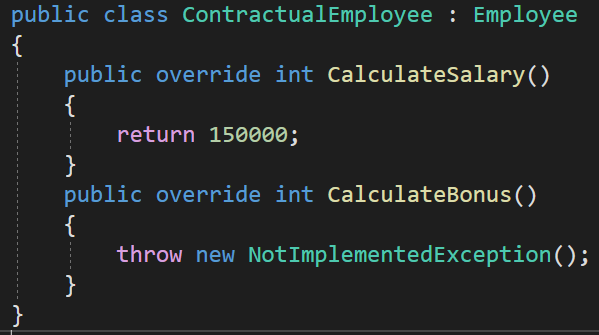 public class ContractualEmployee : Employee
{
public override int CalculateSalary()
{
return 150000;
}
public override int CalculateBonus()
{
throw new NotImplementedException();
}
}